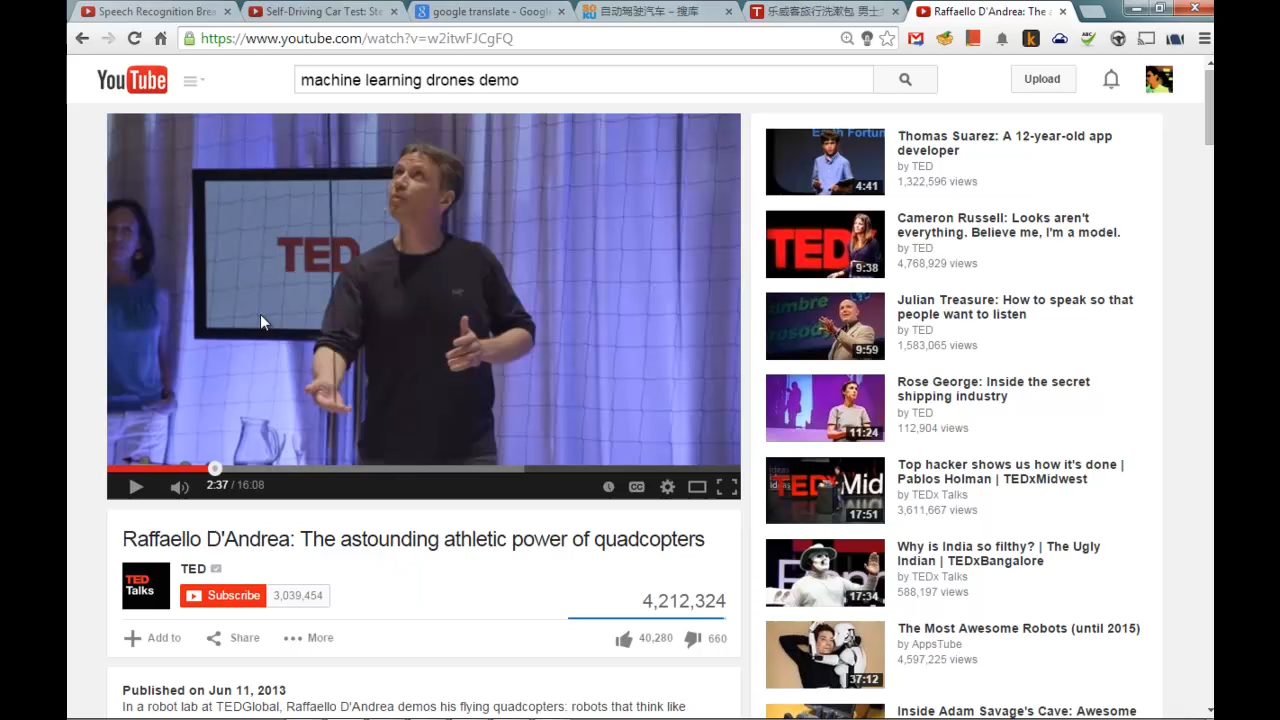 Speech Recognition Bre
Self-Driving Car Test: Ste
google translate - Google
自动驾驶汽车 – 搜库
乐威客旅行洗漱包 男士
Raffaello D'Andrea: The a
https://www.youtube.com/watch?v=w2itwFJCgFQ
YouTube
machine learning drones demo
Upload
TED
2:37 / 16:08
CC
Raffaello D'Andrea: The astounding athletic power of quadcopters
TED Talks
TED
Subscribe
3,039,454
4,212,324
Add to
Share
More
40,280
660
Published on Jun 11, 2013
In a robot lab at TEDGlobal, Raffaello D'Andrea demos his flying quadcopters: robots that think like
4:41
Thomas Suarez: A 12-year-old app
developer
by TED
1,322,596 views
TED
9:38
Cameron Russell: Looks aren't
everything. Believe me, I'm a model.
by TED
4,768,929 views
9:59
Julian Treasure: How to speak so that
people want to listen
by TED
1,583,065 views
11:24
Rose George: Inside the secret
shipping industry
by TED
112,904 views
TEDxMid
17:51
Top hacker shows us how it's done |
Pablos Holman | TEDxMidwest
by TEDx Talks
3,611,667 views
17:34
Why is India so filthy? | The Ugly
Indian | TEDxBangalore
by TEDx Talks
588,197 views
37:12
The Most Awesome Robots (until 2015)
by AppsTube
4,597,225 views
Inside Adam Savage's Cave: Awesome